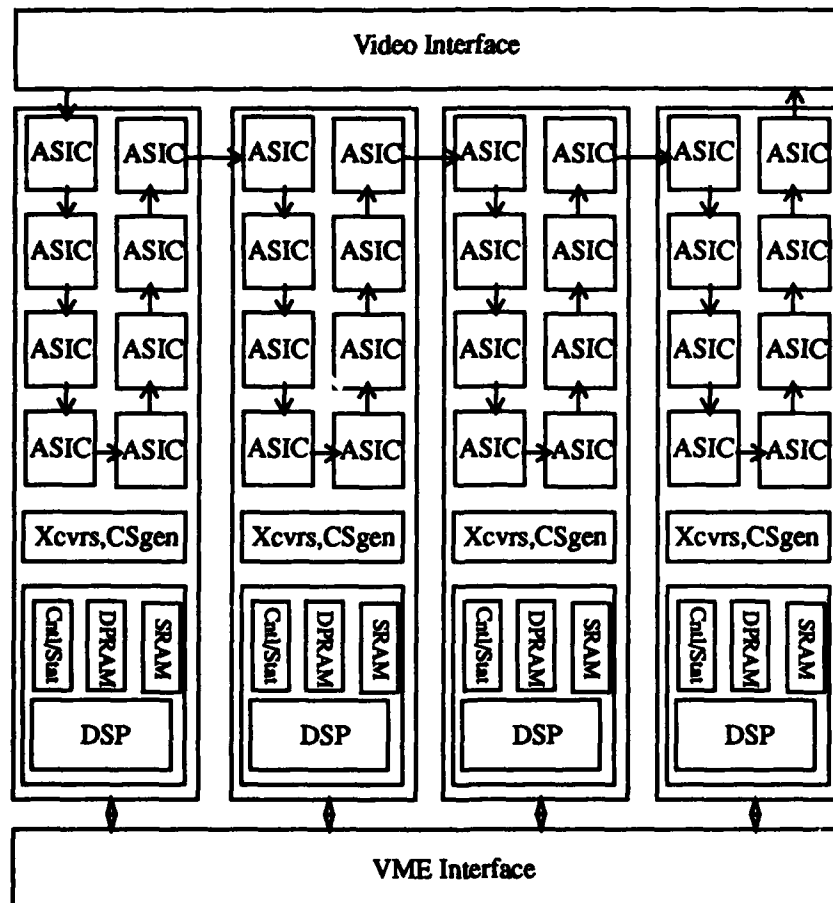 Video Interface
ASIC ASIC ASIC ASIC ASIC ASIC ASIC ASIC
ASIC ASIC ASIC ASIC ASIC ASIC ASIC ASIC
ASIC ASIC ASIC ASIC ASIC ASIC ASIC ASIC
ASIC ASIC ASIC ASIC ASIC ASIC ASIC ASIC
Xcvrs,CSgen Xcvrs,CSgen Xcvrs,CSgen Xcvrs,CSgen
Cntl/Stat DPRAM SRAM Cntl/Stat DPRAM SRAM Cntl/Stat DPRAM SRAM Cntl/Stat DPRAM SRAM
DSP DSP DSP DSP
VME Interface